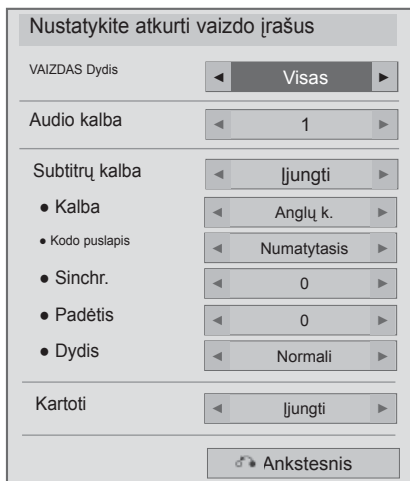 Nustatykite atkurti vaizdo įrašus
VAIZDAS Dydis ◄ Visas ►
Audio kalba ◄ 1 ►
Subtitrų kalba ◄ Įjungti ►
● Kalba ◄ Anglų k. ►
● Kodo puslapis ◄ Numatytasis ►
● Sinchr. ◄ 0 ►
● Padėtis ◄ 0 ►
● Dydis ◄ Normali ►
Kartoti ◄ Įjungti ►
Ankstesnis